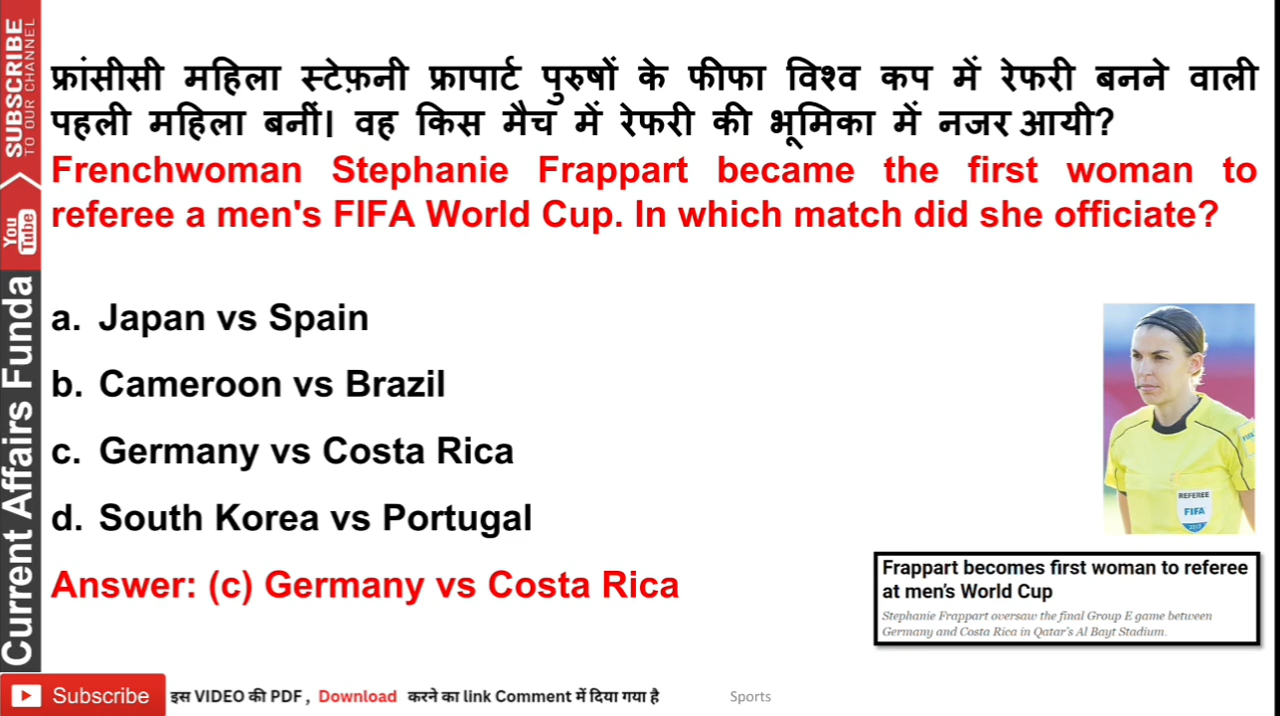 SUBSCRIBE
TO OUR CHANNEL
You
Tube
Current Affairs Funda
फ्रांसीसी महिला स्टेफ़नी फ्रापार्ट पुरुषों के फीफा विश्व कप में रेफरी बनने वाली
पहली महिला बनीं। वह किस मैच में रेफरी की भूमिका में नजर आयी?
Frenchwoman Stephanie Frappart became the first woman to
referee a men's FIFA World Cup. In which match did she officiate?
a. Japan vs Spain
b. Cameroon vs Brazil
c. Germany vs Costa Rica
d. South Korea vs Portugal
Answer: (c) Germany vs Costa Rica
REFEREE
FIFA
Frappart becomes first woman to referee
at men's World Cup
Stephanie Frappart oversaw the final Group E game between
Germany and Costa Rica in Qatar's Al Bayt Stadium.
Subscribe
इस VIDEO की PDF, Download करने का link Comment में दिया गया है
Sports